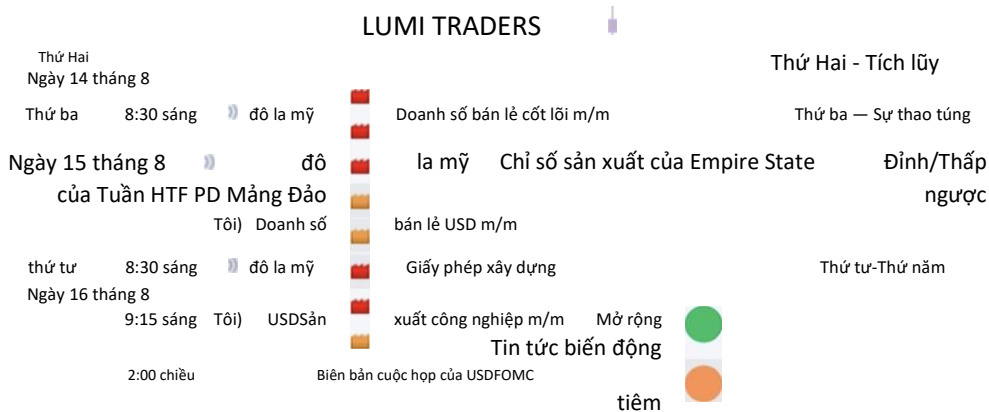 LUMI TRADERS
Thứ Hai
Ngày 14 tháng 8
Thứ Hai - Tích lũy
Thứ ba 8:30 sáng đô la mỹ Doanh số bán lẻ cốt lõi m/m Thứ ba — Sự thao túng
Ngày 15 tháng 8 đô la mỹ Chỉ số sản xuất của Empire State Đỉnh/Thấp
của Tuần HTF PD Mảng Đảo ngược
Tôi) Doanh số bán lẻ USD m/m
thứ tư 8:30 sáng đô la mỹ Giấy phép xây dựng Thứ tư-Thứ năm
Ngày 16 tháng 8
9:15 sáng Tôi) USDSản xuất công nghiệp m/m Mở rộng
Tin tức biến động
2:00 chiều Biên bản cuộc họp của USDFOMC
tiêm